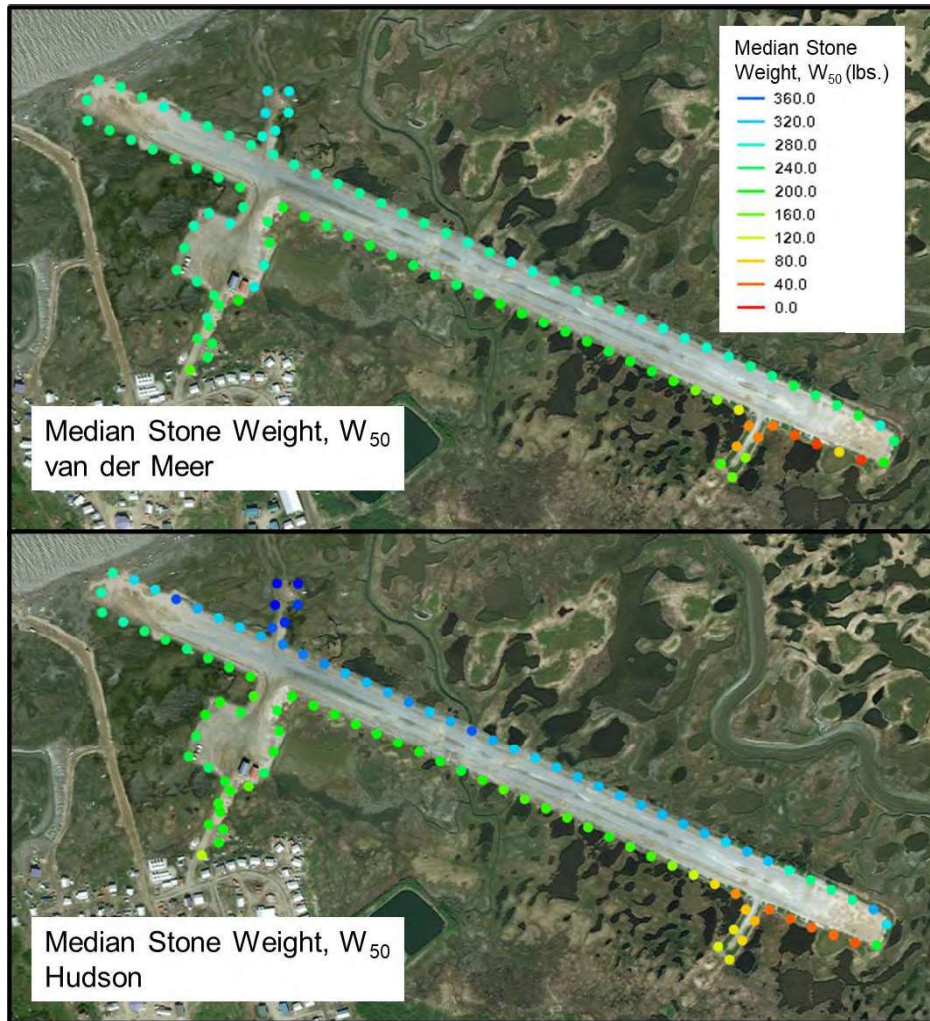 Median Stone
Weight, W50 (lbs.)
360.0
320.0
280.0
240.0
200.0
160.0
120.0
80.0
40.0
0.0
Median Stone Weight, W50
van der Meer
Median Stone Weight, W50
Hudson